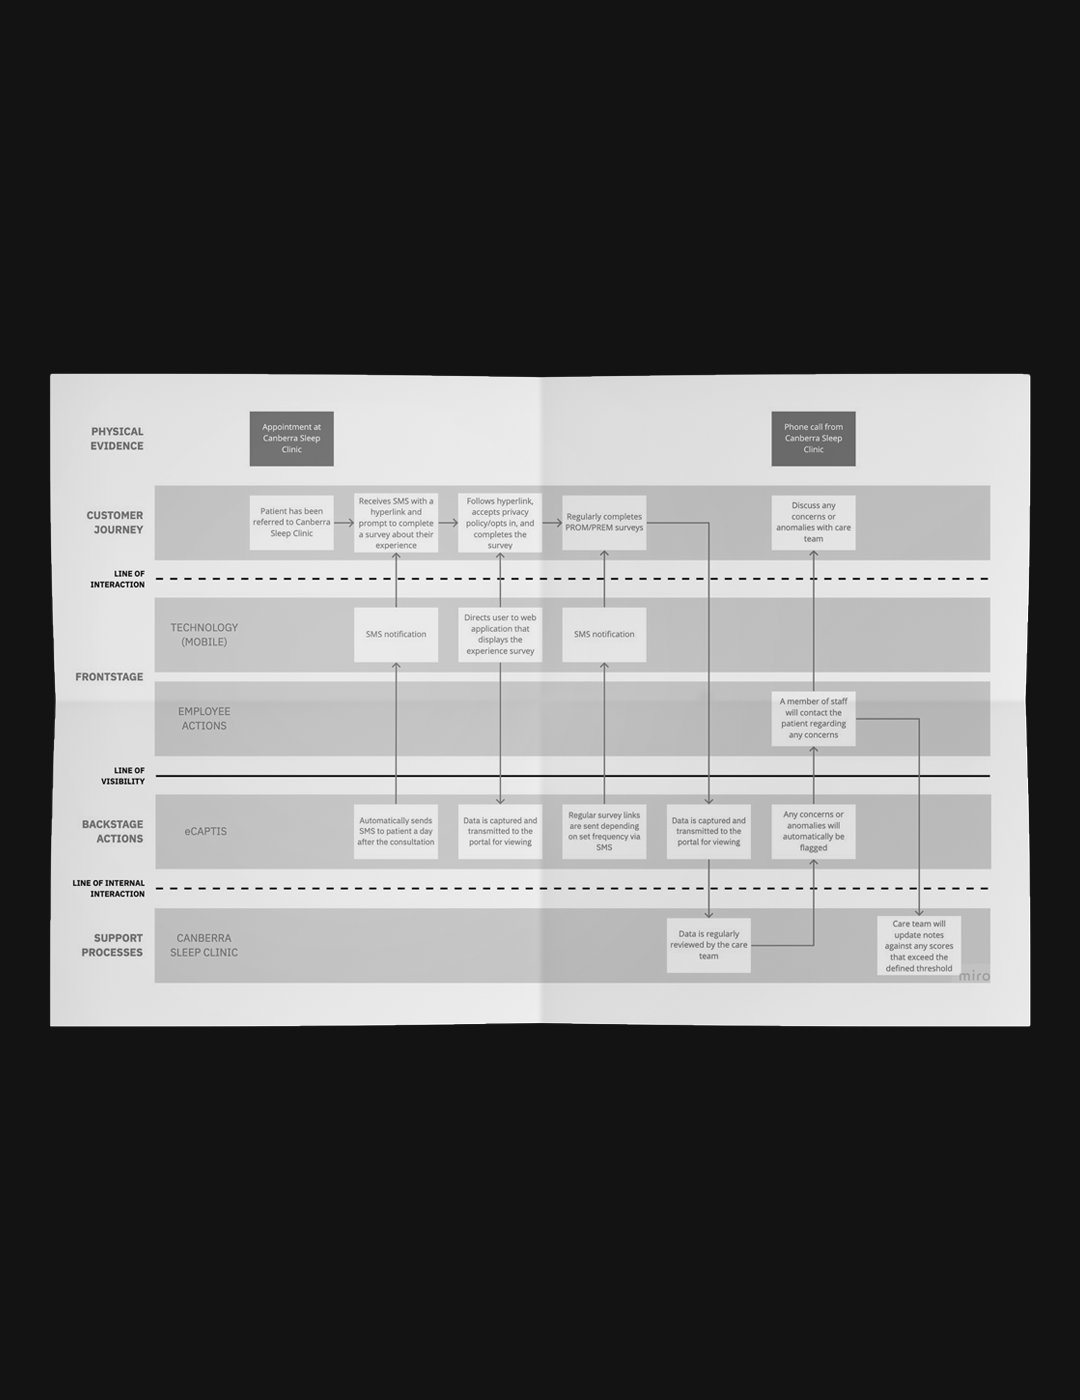 PHYSICAL
EVIDENCE
Appointment at
Canberra Sleep
Clinic
Phone call from
Canberra Sleep
Clinic
CUSTOMER
JOURNEY
Patient has been
referred to Canberra
Sleep Clinic
Receives SMS with a
hyperlink and
prompt to complete
a survey about their
experience
Follows hyperlink,
accepts privacy
policy/opts in, and
completes the
survey
Regularly completes
PROM/PREM surveys
Discuss any
concerns or
anomalies with care
team
LINE OF
INTERACTION
FRONTSTAGE
TECHNOLOGY
(MOBILE)
SMS notification
Directs user to web
application that
displays the
experience survey
SMS notification
EMPLOYEE
ACTIONS
A member of staff
will contact the
patient regarding
any concerns
LINE OF
VISIBILITY
BACKSTAGE
ACTIONS
eCAPTIS
Automatically sends
SMS to patient a day
after the consultation
Data is captured and
transmitted to the
portal for viewing
Regular survey links
are sent depending
on set frequency via
SMS
Data is captured and
transmitted to the
portal for viewing
Any concerns or
anomalies will
automatically be
flagged
LINE OF INTERNAL
INTERACTION
SUPPORT
PROCESSES
CANBERRA
SLEEP CLINIC
Data is regularly
reviewed by the care
team
Care team will
update notes
against any scores
that exceed the
defined threshold
miro